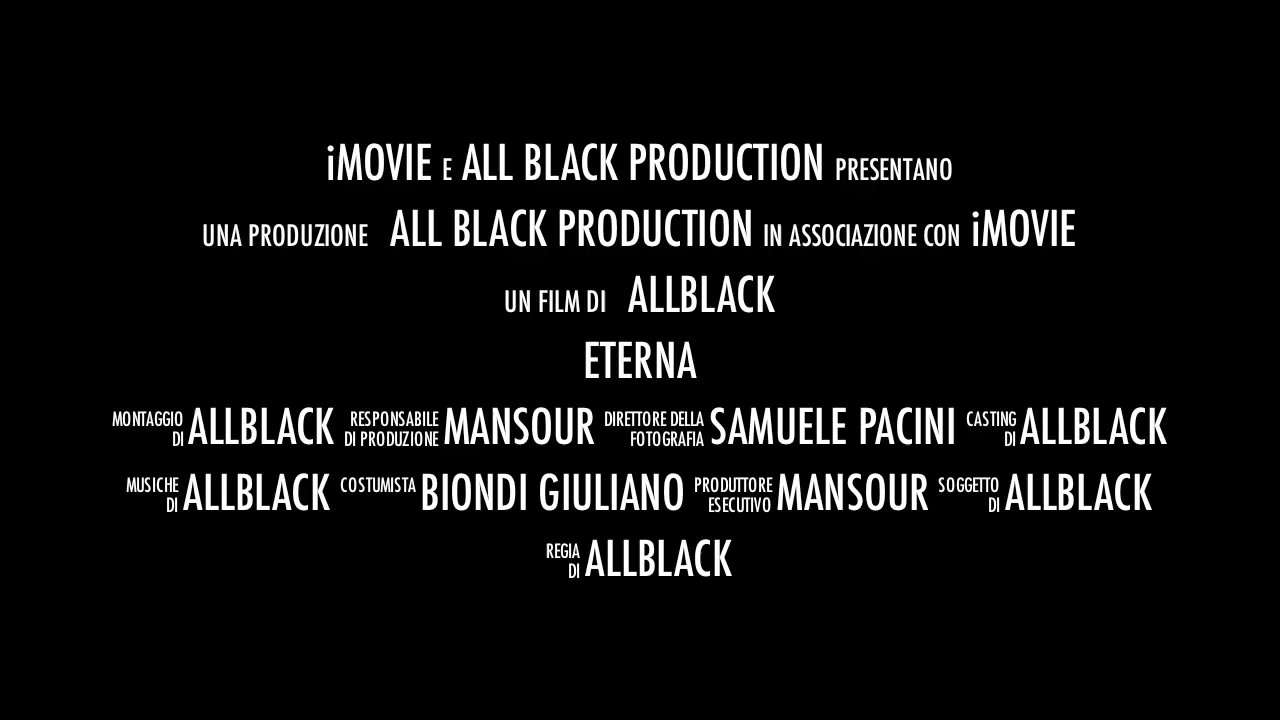 iMOVIE E ALL BLACK PRODUCTION PRESENTANO
UNA PRODUZIONE ALL BLACK PRODUCTION IN ASSOCIAZIONE CON iMOVIE
UN FILM DI ALLBLACK
ETERNA
MONTAGGIO DI ALLBLACK RESPONSABILE DI PRODUZIONE MANSOUR DIRETTORE DELLA FOTOGRAFIA SAMUELE PACINI CASTING DI ALLBLACK
MUSICHE DI ALLBLACK COSTUMISTA BIONDI GIULIANO PRODUTTORE ESECUTIVO MANSOUR SOGGETTO DI ALLBLACK
REGIA DI ALLBLACK